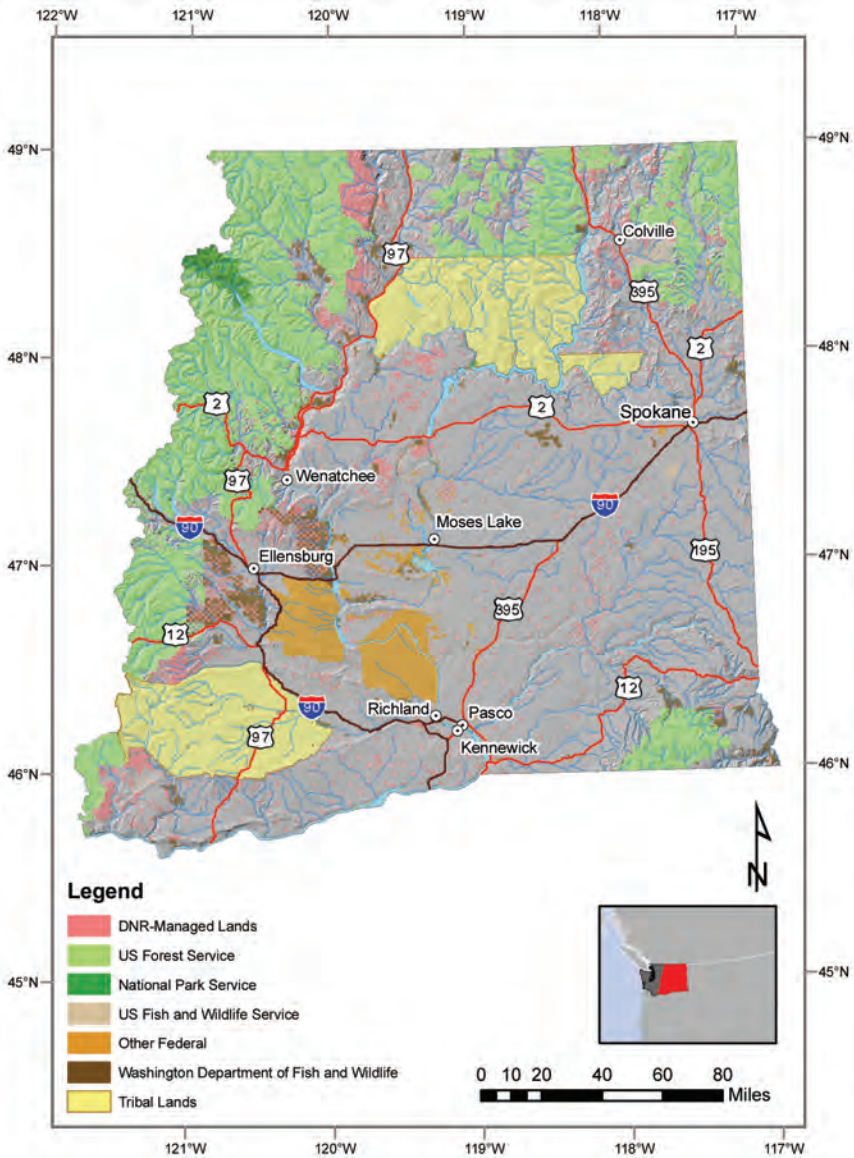 122°W 120°W 119°W 118°W 117°W
49°N 49°N
Colville
97
395
48°N 48°N
2
2 2
Spokane
97
Wenatchee
90
Moses Lake
90
Ellensburg
195
47°N 47°N
395
12
12
Richland
Pasco
90
97
Kennewick
46°N 46°N
N
Legend
DNR-Managed Lands
US Forest Service
National Park Service
US Fish and Wildlife Service
Other Federal
Washington Department of Fish and Wildlife
Tribal Lands
45°N 45°N
0 10 20 40 60 80
Miles
121°W 120°W 119°W 118°W 117°W